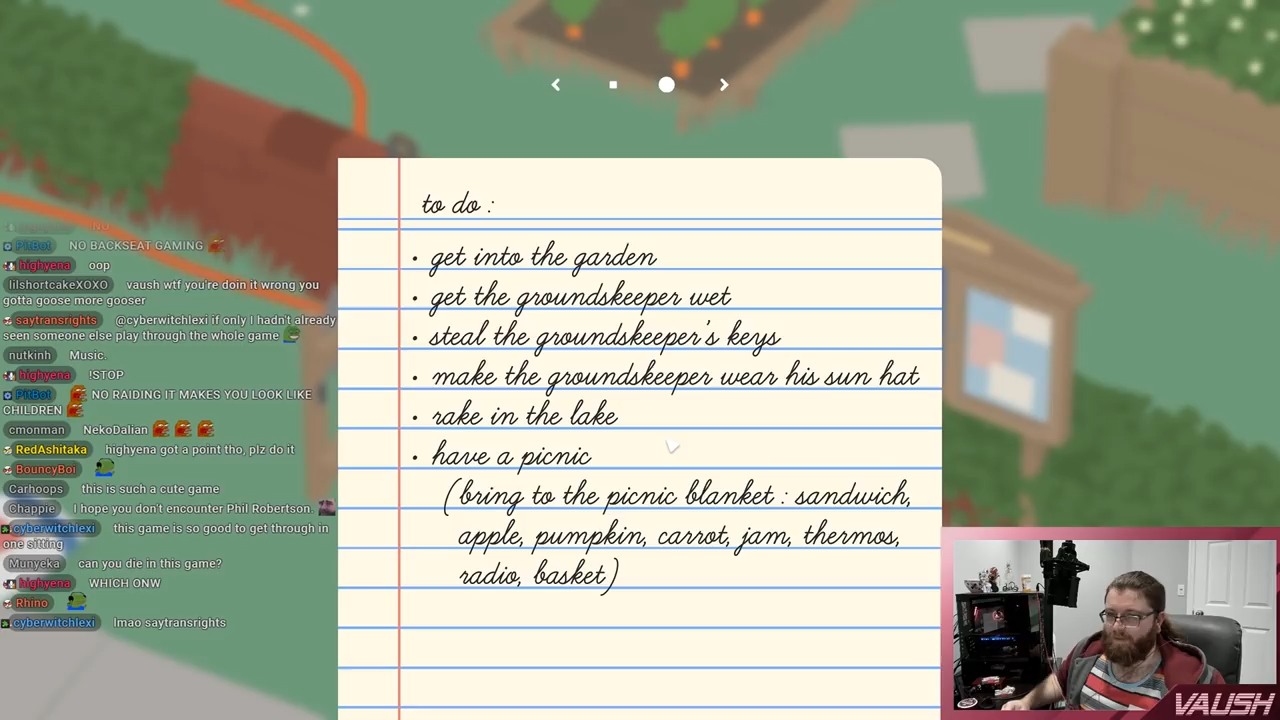 to do :
• get into the garden
• get the groundskeeper wet
• steal the groundskeeper's keys
• make the groundskeeper wear his sun hat
• rake in the lake
• have a picnic
(bring to the picnic blanket : sandwich,
apple, pumpkin, carrot, jam, thermos,
radio, basket)
NO
PitBot NO BACKSEAT GAMING
highyena oop
lilshortcakeXOXO vaush wtf you're doin it wrong you
gotta goose more gooser
saytransrights @cyberwitchlexi if only I hadn't already
seen someone else play through the whole game
nutkinh Music.
highyena !STOP
PitBot NO RAIDING IT MAKES YOU LOOK LIKE
CHILDREN
cmonman NekoDalian
RedAshitaka highyena got a point tho, plz do it
BouncyBoi
Carhoops this is such a cute game
Chappie I hope you don't encounter Phil Robertson.
cyberwitchlexi this game is so good to get through in
one sitting
Munyeka can you die in this game?
highyena WHICH ONW
Rhino
cyberwitchlexi lmao saytransrights
VAUSH